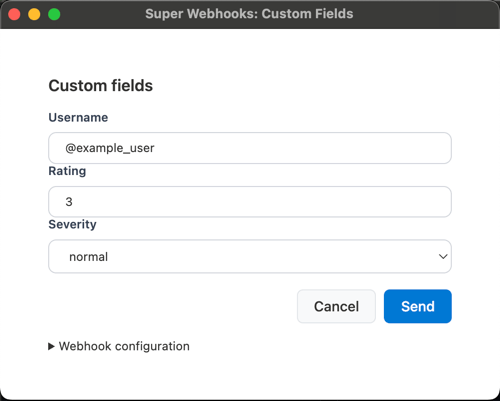 Super Webhooks: Custom Fields
Custom fields
Username
@example_user
Rating
3
Severity
normal
Cancel
Send
Webhook configuration